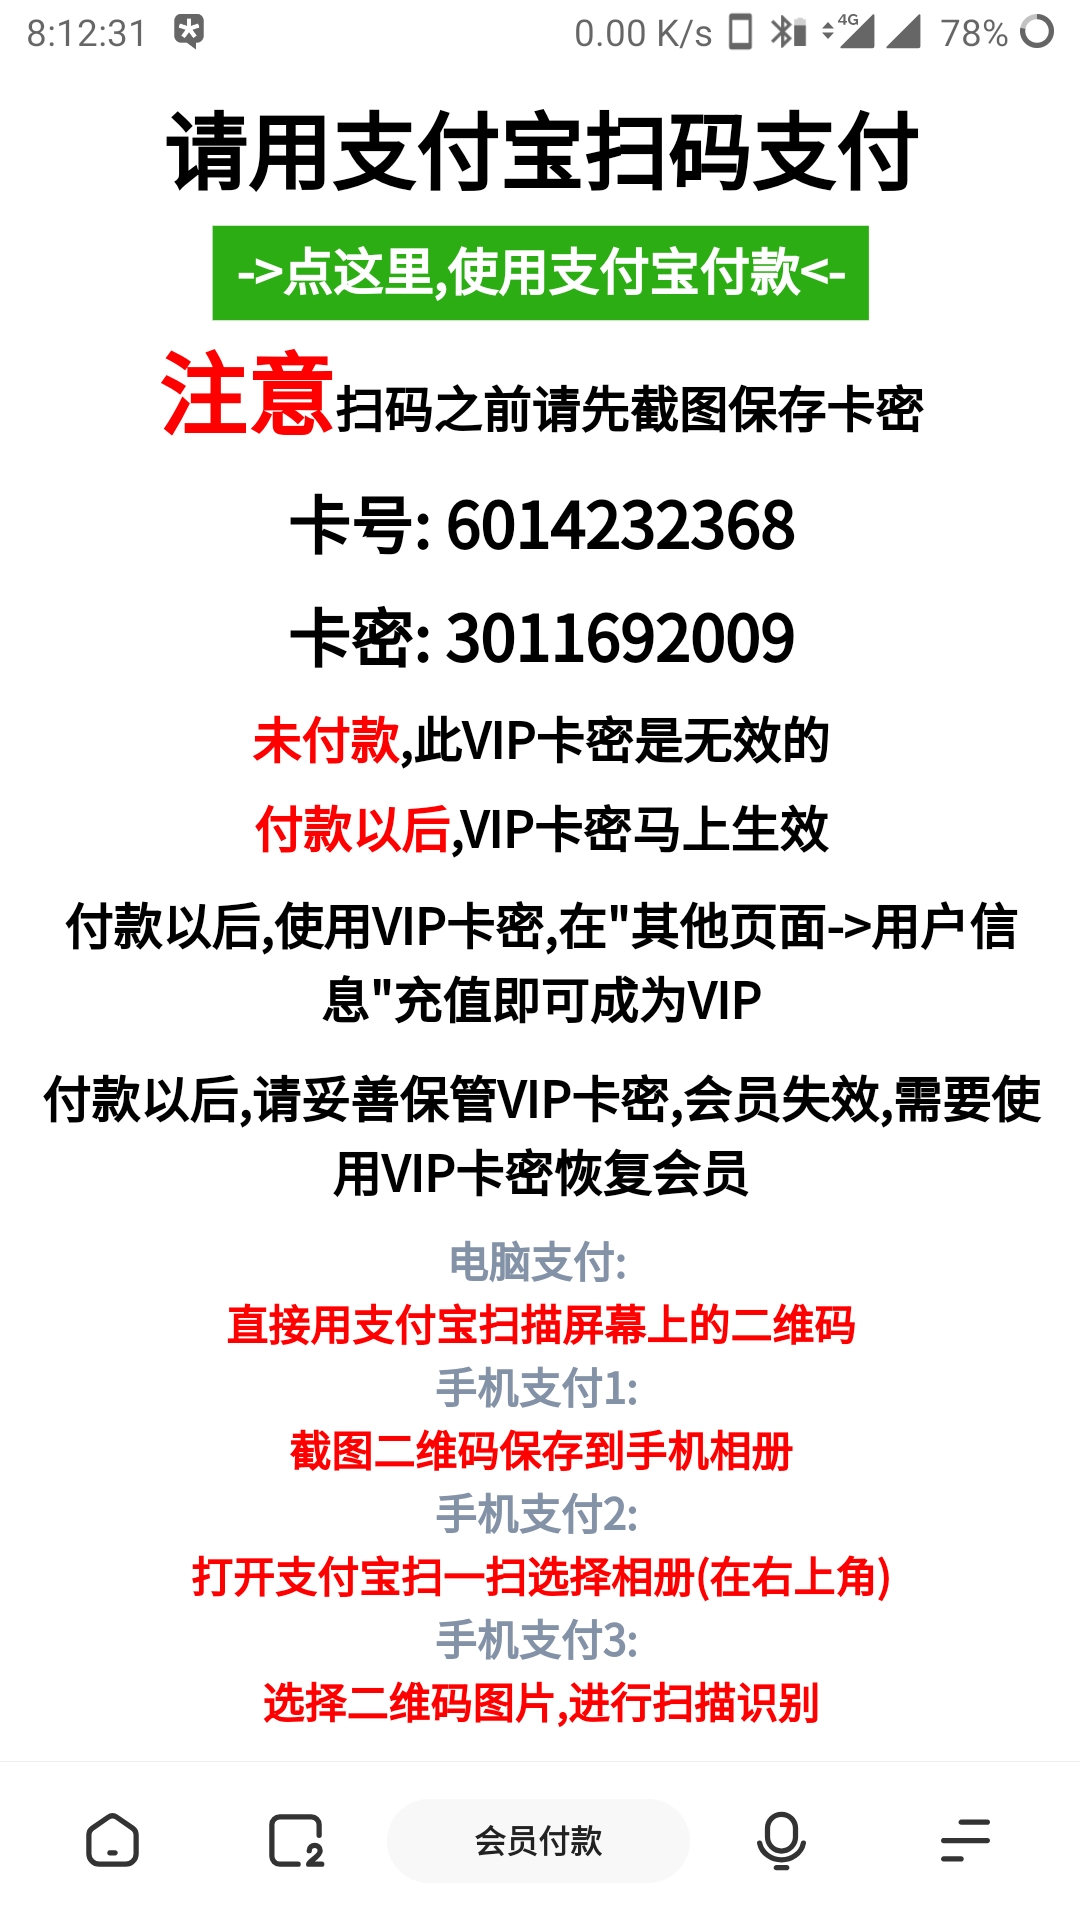 8:12:31 0.00 K/s 4G 78%
请用支付宝扫码支付
->点这里,使用支付宝付款<-
注意扫码之前请先截图保存卡密
卡号: 6014232368
卡密: 3011692009
未付款,此VIP卡密是无效的
付款以后,VIP卡密马上生效
付款以后,使用VIP卡密,在"其他页面->用户信
息"充值即可成为VIP
付款以后,请妥善保管VIP卡密,会员失效,需要使
用VIP卡密恢复会员
电脑支付:
直接用支付宝扫描屏幕上的二维码
手机支付1:
截图二维码保存到手机相册
手机支付2:
打开支付宝扫一扫选择相册(在右上角)
手机支付3:
选择二维码图片,进行扫描识别
2 会员付款